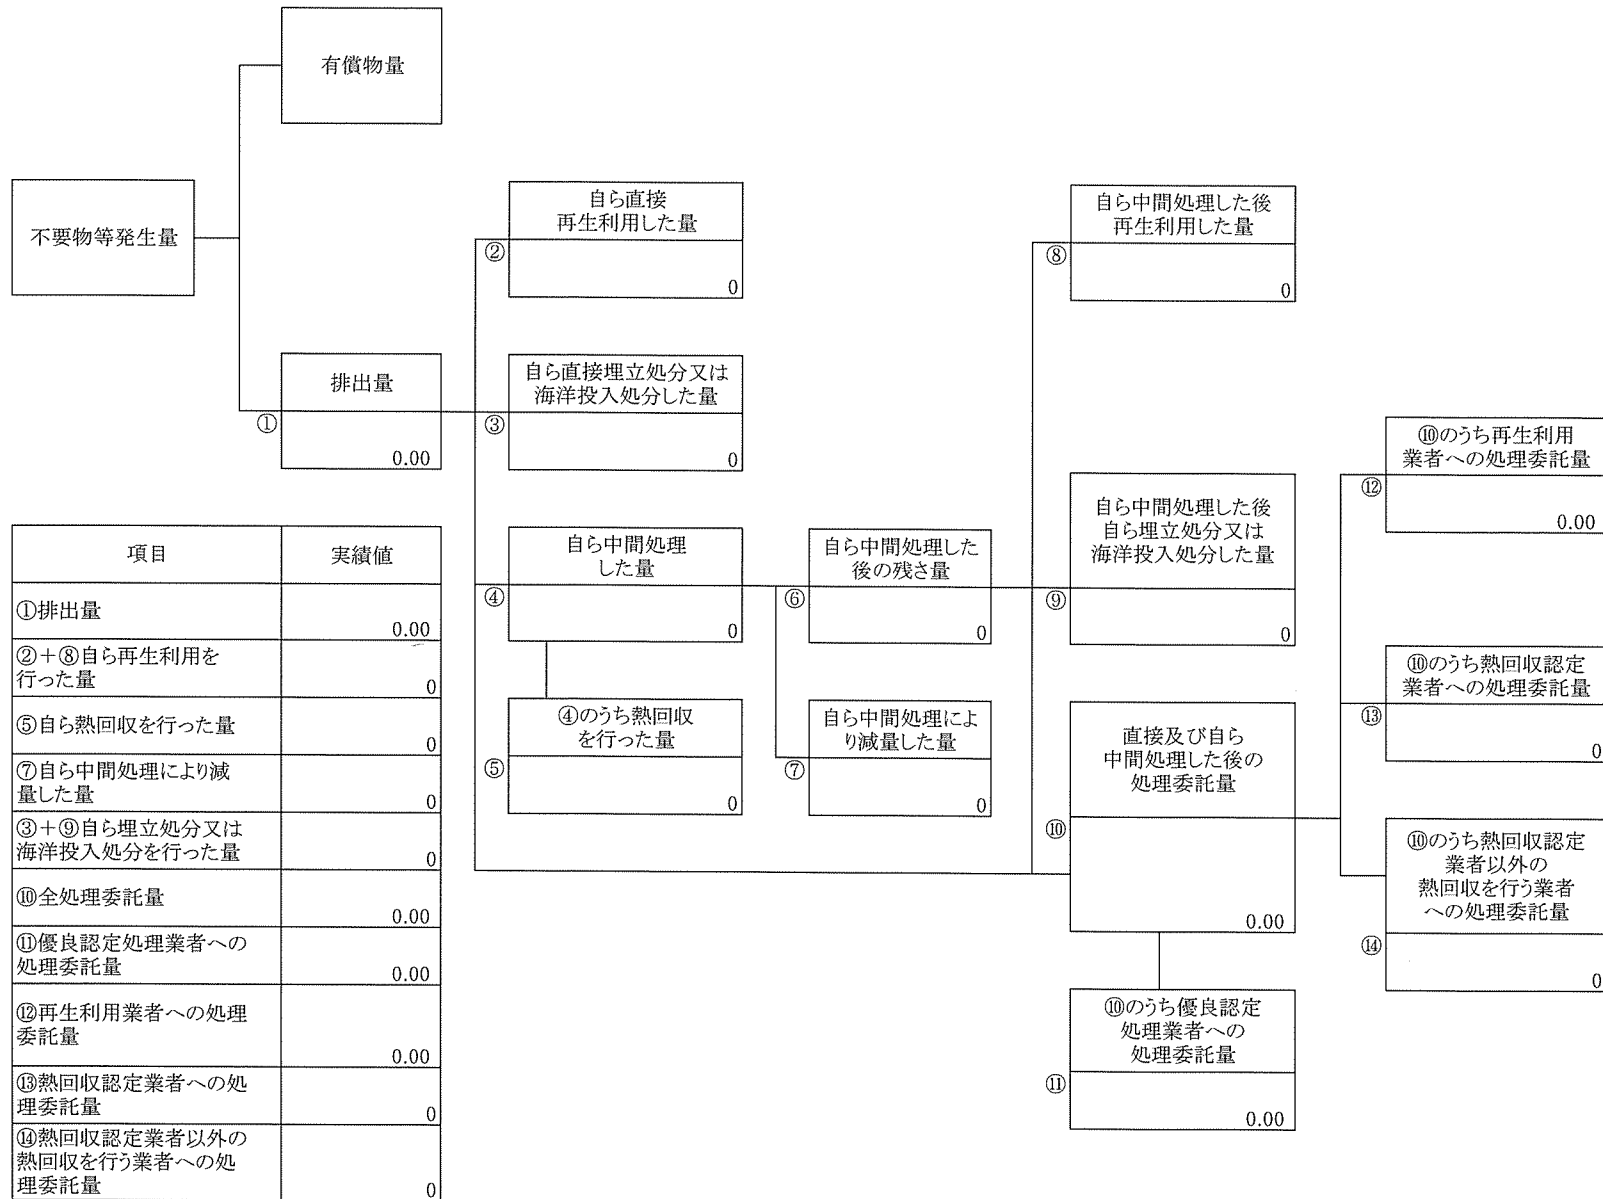 有償物量
不要物等発生量
自ら直接
再生利用した量
②
0
自ら中間処理した後
再生利用した量
⑧
0
排出量
①
0.00
自ら直接埋立処分又は
海洋投入処分した量
③
0
⑩のうち再生利用
業者への処理委託量
⑫
0.00
自ら中間処理
した量
④
0
自ら中間処理した
後の残さ量
⑥
0
自ら中間処理した後
自ら埋立処分又は
海洋投入処分した量
⑨
0
⑩のうち熱回収認定
業者への処理委託量
⑬
0
④のうち熱回収
を行った量
⑤
0
自ら中間処理によ
り減量した量
⑦
0
直接及び自ら
中間処理した後の
処理委託量
⑩
0.00
⑩のうち熱回収認定
業者以外の
熱回収を行う業者
への処理委託量
⑭
0
⑩のうち優良認定
処理業者への
処理委託量
⑪
0.00
項目 実績値
①排出量
0.00
②+⑧自ら再生利用を
行った量
0
⑤自ら熱回収を行った量
0
⑦自ら中間処理により減
量した量
0
③+⑨自ら埋立処分又は
海洋投入処分を行った量
0
⑩全処理委託量
0.00
⑪優良認定処理業者への
処理委託量
0.00
⑫再生利用業者への処理
委託量
0.00
⑬熱回収認定業者への処
理委託量
0
⑭熱回収認定業者以外の
熱回収を行う業者への処
理委託量
0